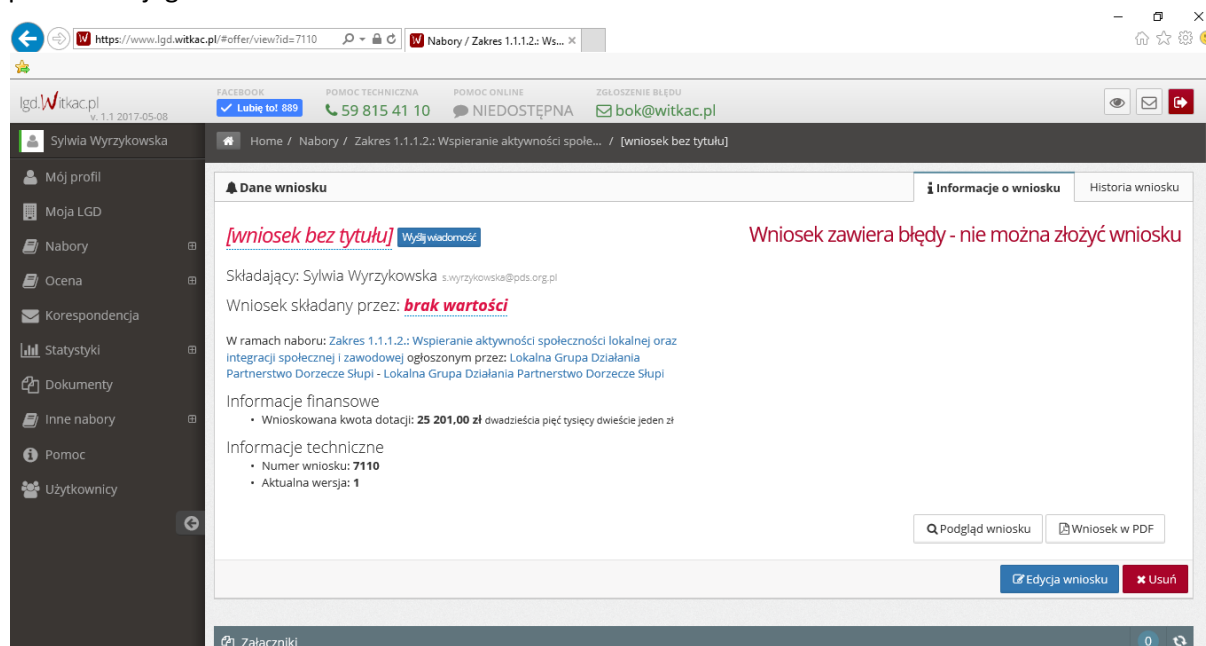 https://www.lgd.witkac.pl/#offer/view?id=7110
Nabory / Zakres 1.1.1.2.: Ws...
lgd.Witkac.pl
v. 1.1 2017-05-08
FACEBOOK
Lubię to! 889
POMOC TECHNICZNA
59 815 41 10
POMOC ONLINE
NIEDOSTĘPNA
ZGŁOSZENIE BŁĘDU
bok@witkac.pl
Sylwia Wyrzykowska
Home / Nabory / Zakres 1.1.1.2.: Wspieranie aktywności społe... / [wniosek bez tytułu]
Mój profil
Moja LGD
Nabory
Ocena
Korespondencja
Statystyki
Dokumenty
Inne nabory
Pomoc
Użytkownicy
Dane wniosku
Informacje o wniosku
Historia wniosku
[wniosek bez tytułu] Wyślij wiadomość
Wniosek zawiera błędy - nie można złożyć wniosku
Składający: Sylwia Wyrzykowska s.wyrzykowska@pds.org.pl
Wniosek składany przez: brak wartości
W ramach naboru: Zakres 1.1.1.2.: Wspieranie aktywności społeczności lokalnej oraz
integracji społecznej i zawodowej ogłoszonym przez: Lokalna Grupa Działania
Partnerstwo Dorzecze Słupi - Lokalna Grupa Działania Partnerstwo Dorzecze Słupi
Informacje finansowe
• Wnioskowana kwota dotacji: 25 201,00 zł dwadzieścia pięć tysięcy dwieście jeden zł
Informacje techniczne
• Numer wniosku: 7110
• Aktualna wersja: 1
Podgląd wniosku
Wniosek w PDF
Edycja wniosku
Usuń
Załączniki
0